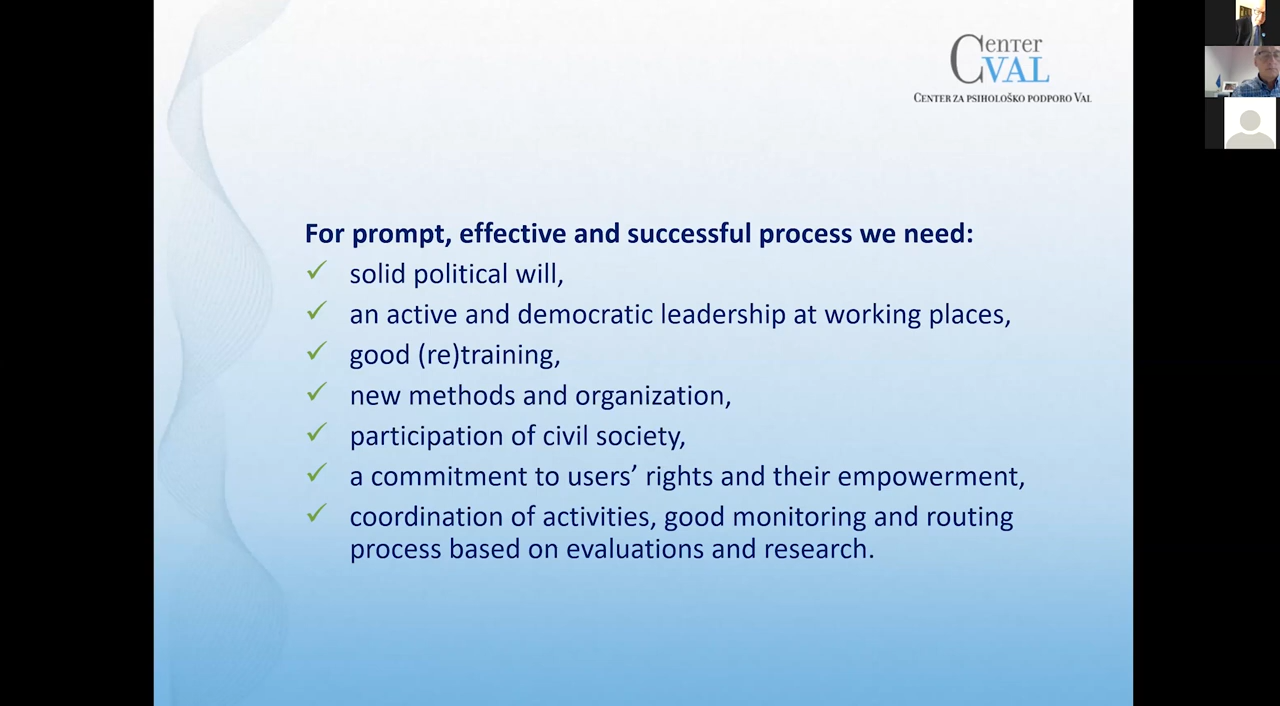 Center
VAL
CENTER ZA PSIHOLOŠKO PODPORO VAL
For prompt, effective and successful process we need:
✓ solid political will,
✓ an active and democratic leadership at working places,
✓ good (re)training,
✓ new methods and organization,
✓ participation of civil society,
✓ a commitment to users’ rights and their empowerment,
✓ coordination of activities, good monitoring and routing
process based on evaluations and research.